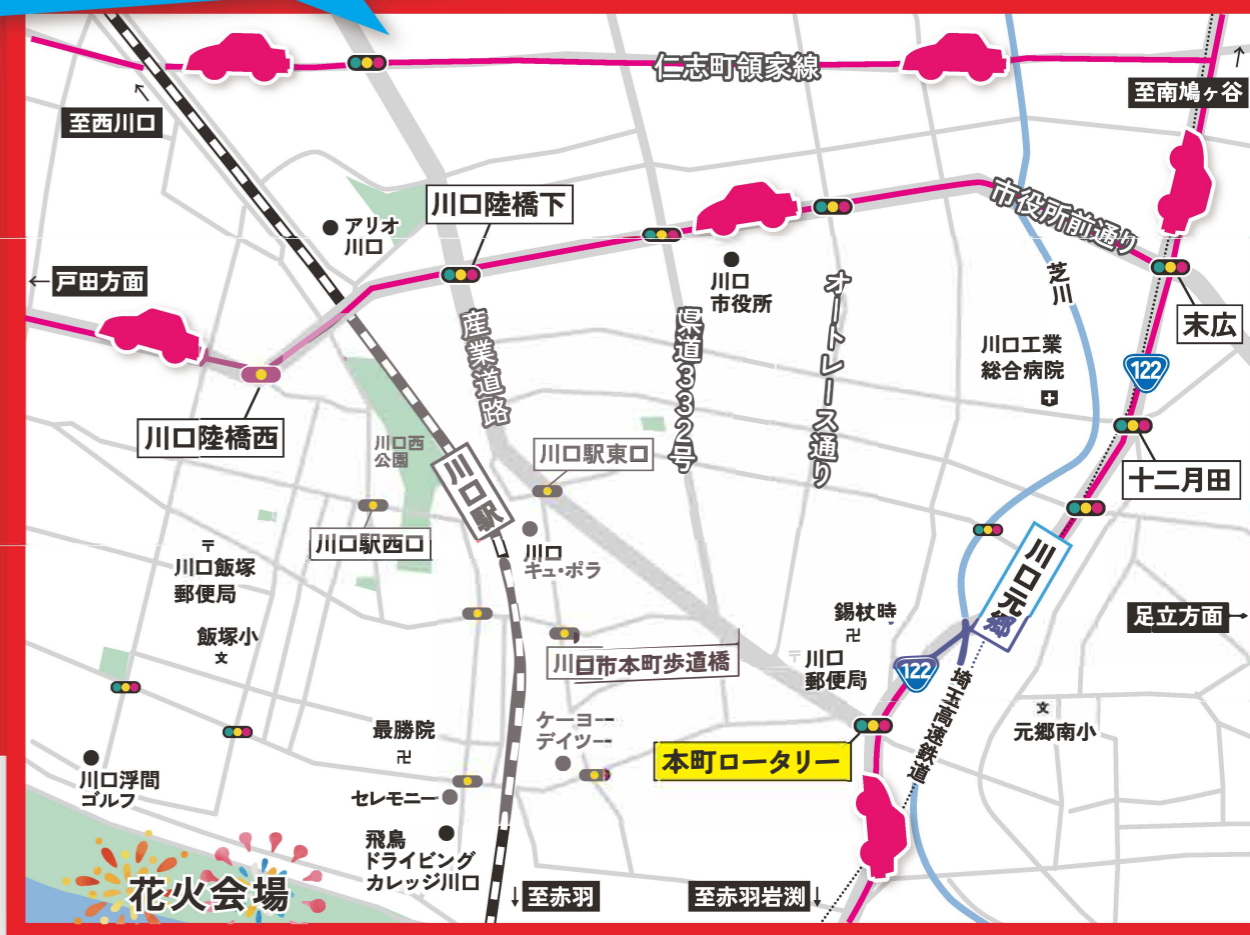 仁志町領家線
至西川口
至南鳩ヶ谷
川口陸橋下
市役所前通り
アリオ
川口
戸田方面
川口
市役所
オートレース通り
芝川
末広
産業道路
県道332号
川口工業
総合病院
122
川口陸橋西
川口西
公園
川口駅東口
川口駅
十二月田
川口駅西口
川口
キュ・ポラ
川口飯塚
郵便局
川口元郷
錫杖時
足立方面
飯塚小
文
川口市本町歩道橋
川口
郵便局
122
埼玉高速鉄道
文
元郷南小
最勝院
ケーヨー
デイツー
本町ロータリー
川口浮間
ゴルフ
セレモニー
飛鳥
ドライビング
カレッジ川口
花火会場
至赤羽
至赤羽岩渕